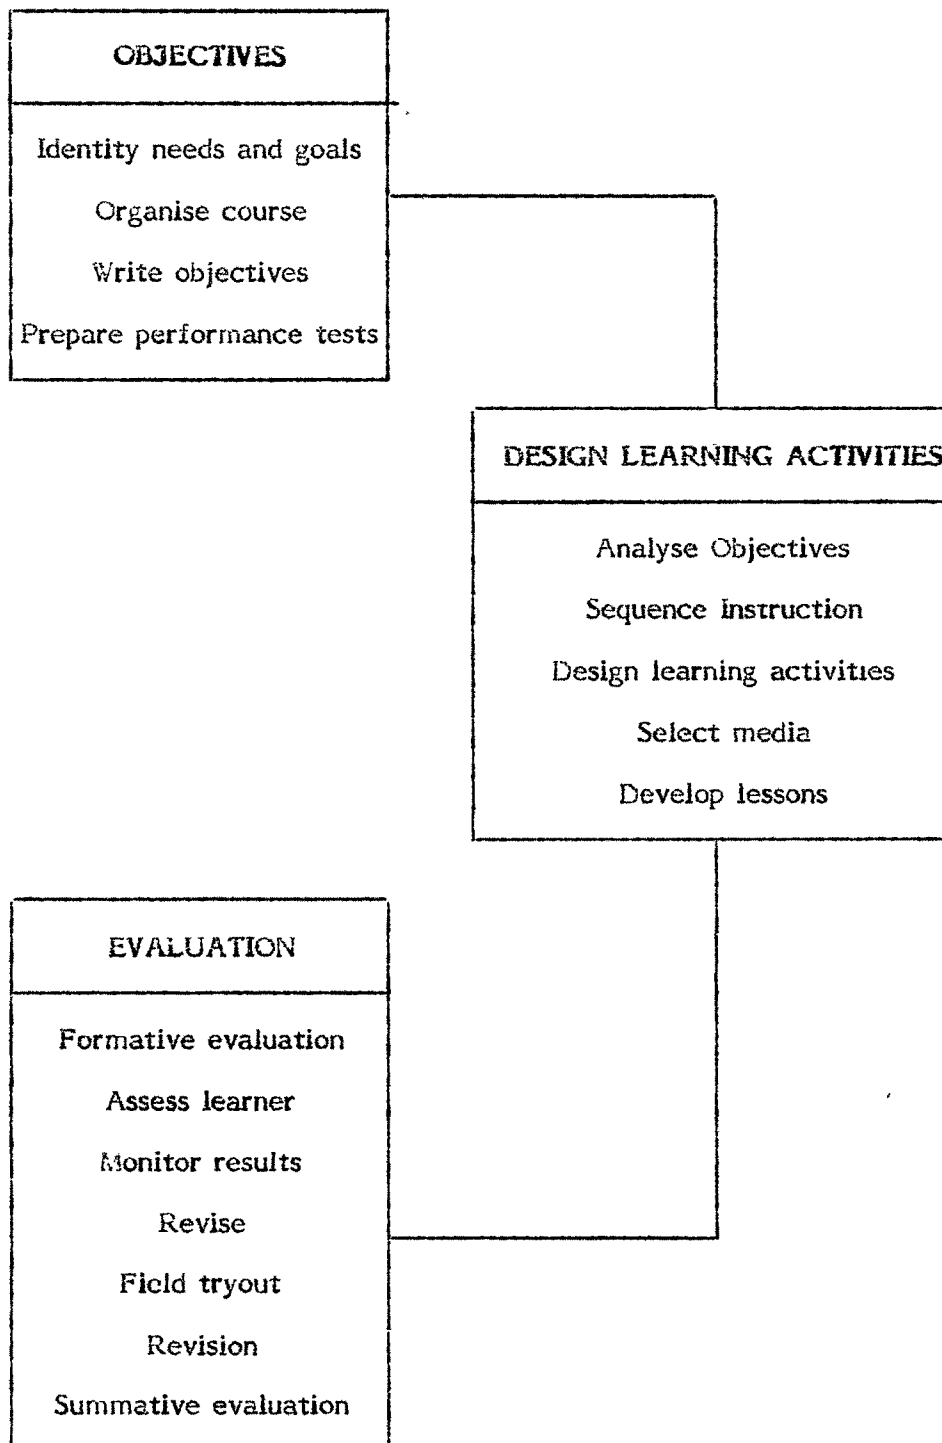 OBJECTIVES
Identity needs and goals
Organise course
Write objectives
Prepare performance tests
DESIGN LEARNING ACTIVITIES
Analyse Objectives
Sequence Instruction
Design learning activities
Select media
Develop lessons
EVALUATION
Formative evaluation
Assess learner
Monitor results
Revise
Field tryout
Revision
Summative evaluation